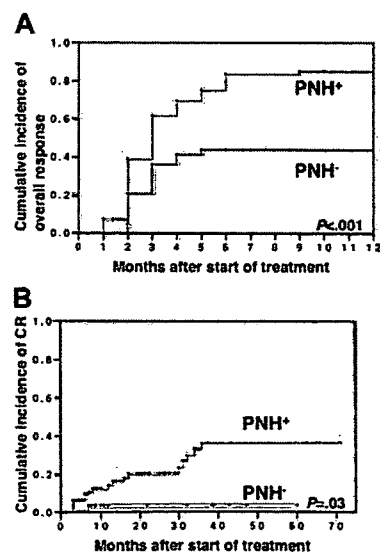 A
Cumulative incidence of
overall response
1.0
0.8
0.6
0.4
0.2
0.0
PNH+
PNH-
P<.001
0 1 2 3 4 5 6 7 8 9 10 11 12
Months after start of treatment
B
Cumulative incidence of CR
1.0
0.8
0.6
0.4
0.2
0.0
PNH+
PNH-
P=.03
0 10 20 30 40 50 60 70
Months after start of treatment